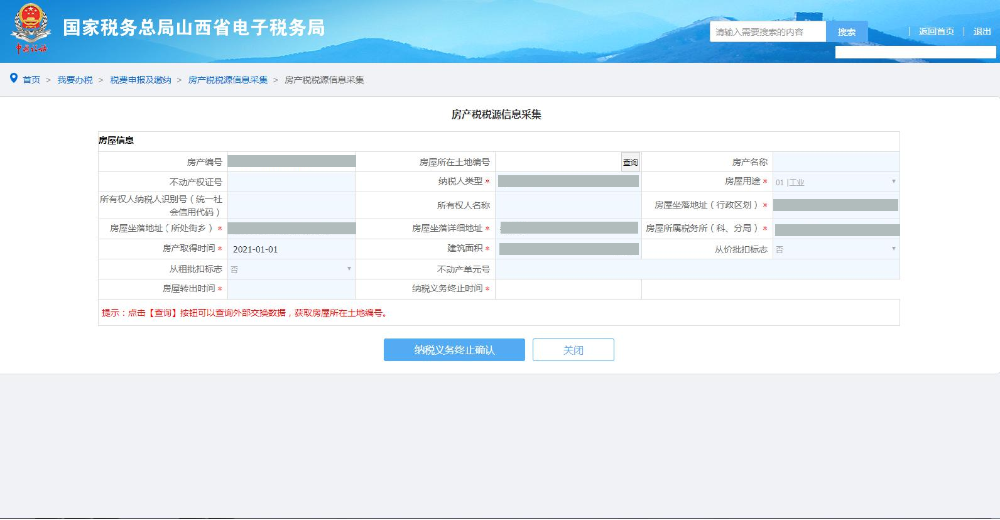 国家税务总局山西省电子税务局
请输入需要搜索的内容 搜索 返回首页 退出
首页 > 我要办税 > 税费申报及缴纳 > 房产税税源信息采集 > 房产税税源信息采集
房产税税源信息采集
房屋信息
房产编号 房屋所在土地编号 查询 房产名称
不动产权证号 纳税人类型 * 房屋用途 * 01 |工业
所有权人纳税人识别号（统一社
会信用代码） 所有权人名称 房屋坐落地址（行政区划） *
房屋坐落地址（所处街乡） * 房屋坐落详细地址 * 房屋所属税务所（科、分局） *
房产取得时间 * 2021-01-01 建筑面积 * 从价批扣标志 否
从租批扣标志 否 不动产单元号
房屋转出时间 * 纳税义务终止时间 *
提示：点击【查询】按钮可以查询外部交换数据，获取房屋所在土地编号。
纳税义务终止确认 关闭